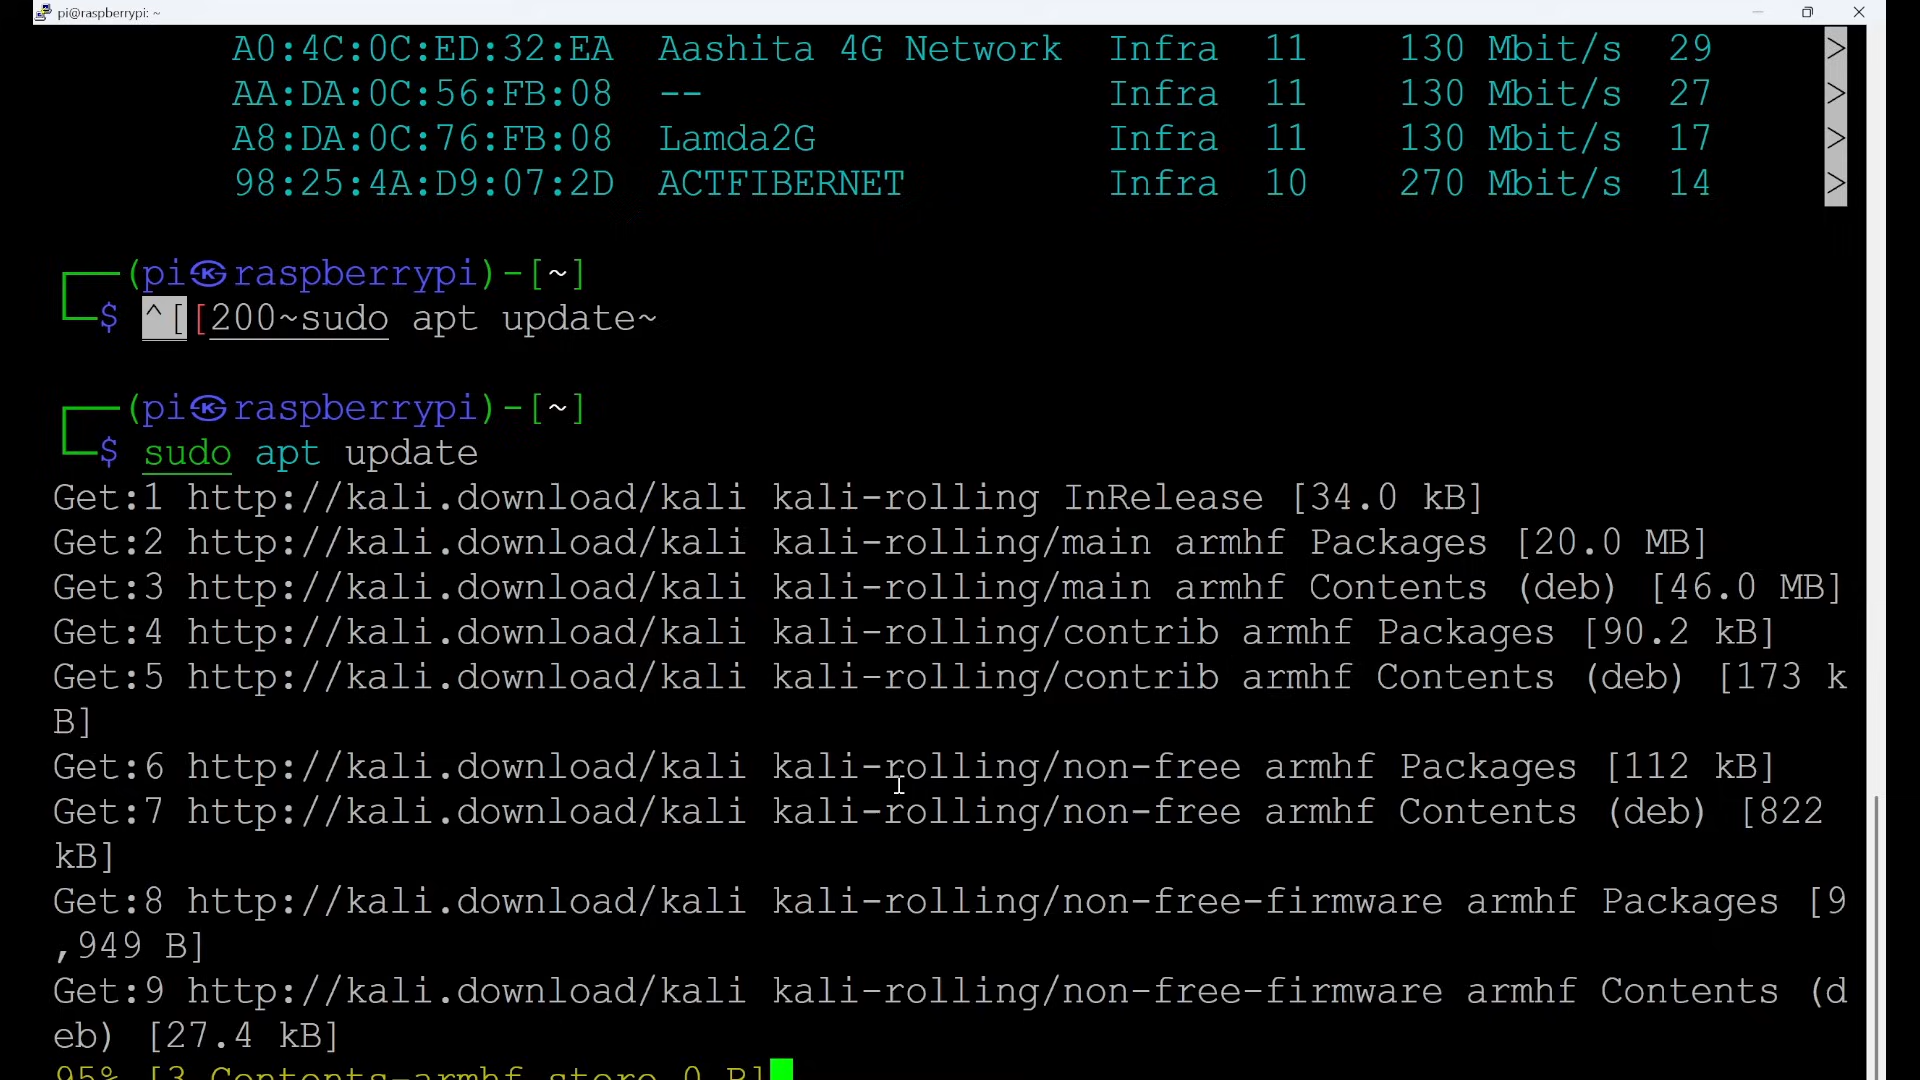 pi@raspberrypi: ~
A0:4C:0C:ED:32:EA Aashita 4G Network Infra 11 130 Mbit/s 29 >
AA:DA:0C:56:FB:08 -- Infra 11 130 Mbit/s 27 >
A8:DA:0C:76:FB:08 Lamda2G Infra 11 130 Mbit/s 17 >
98:25:4A:D9:07:2D ACTFIBERNET Infra 10 270 Mbit/s 14 >
┌──(pi㉿raspberrypi)-[~]
└─$ ^[[200~sudo apt update~
┌──(pi㉿raspberrypi)-[~]
└─$ sudo apt update
Get:1 http://kali.download/kali kali-rolling InRelease [34.0 kB]
Get:2 http://kali.download/kali kali-rolling/main armhf Packages [20.0 MB]
Get:3 http://kali.download/kali kali-rolling/main armhf Contents (deb) [46.0 MB]
Get:4 http://kali.download/kali kali-rolling/contrib armhf Packages [90.2 kB]
Get:5 http://kali.download/kali kali-rolling/contrib armhf Contents (deb) [173 k
B]
Get:6 http://kali.download/kali kali-rolling/non-free armhf Packages [112 kB]
Get:7 http://kali.download/kali kali-rolling/non-free armhf Contents (deb) [822
kB]
Get:8 http://kali.download/kali kali-rolling/non-free-firmware armhf Packages [9
,949 B]
Get:9 http://kali.download/kali kali-rolling/non-free-firmware armhf Contents (d
eb) [27.4 kB]
95% [3 Contents-armhf store 0 B]